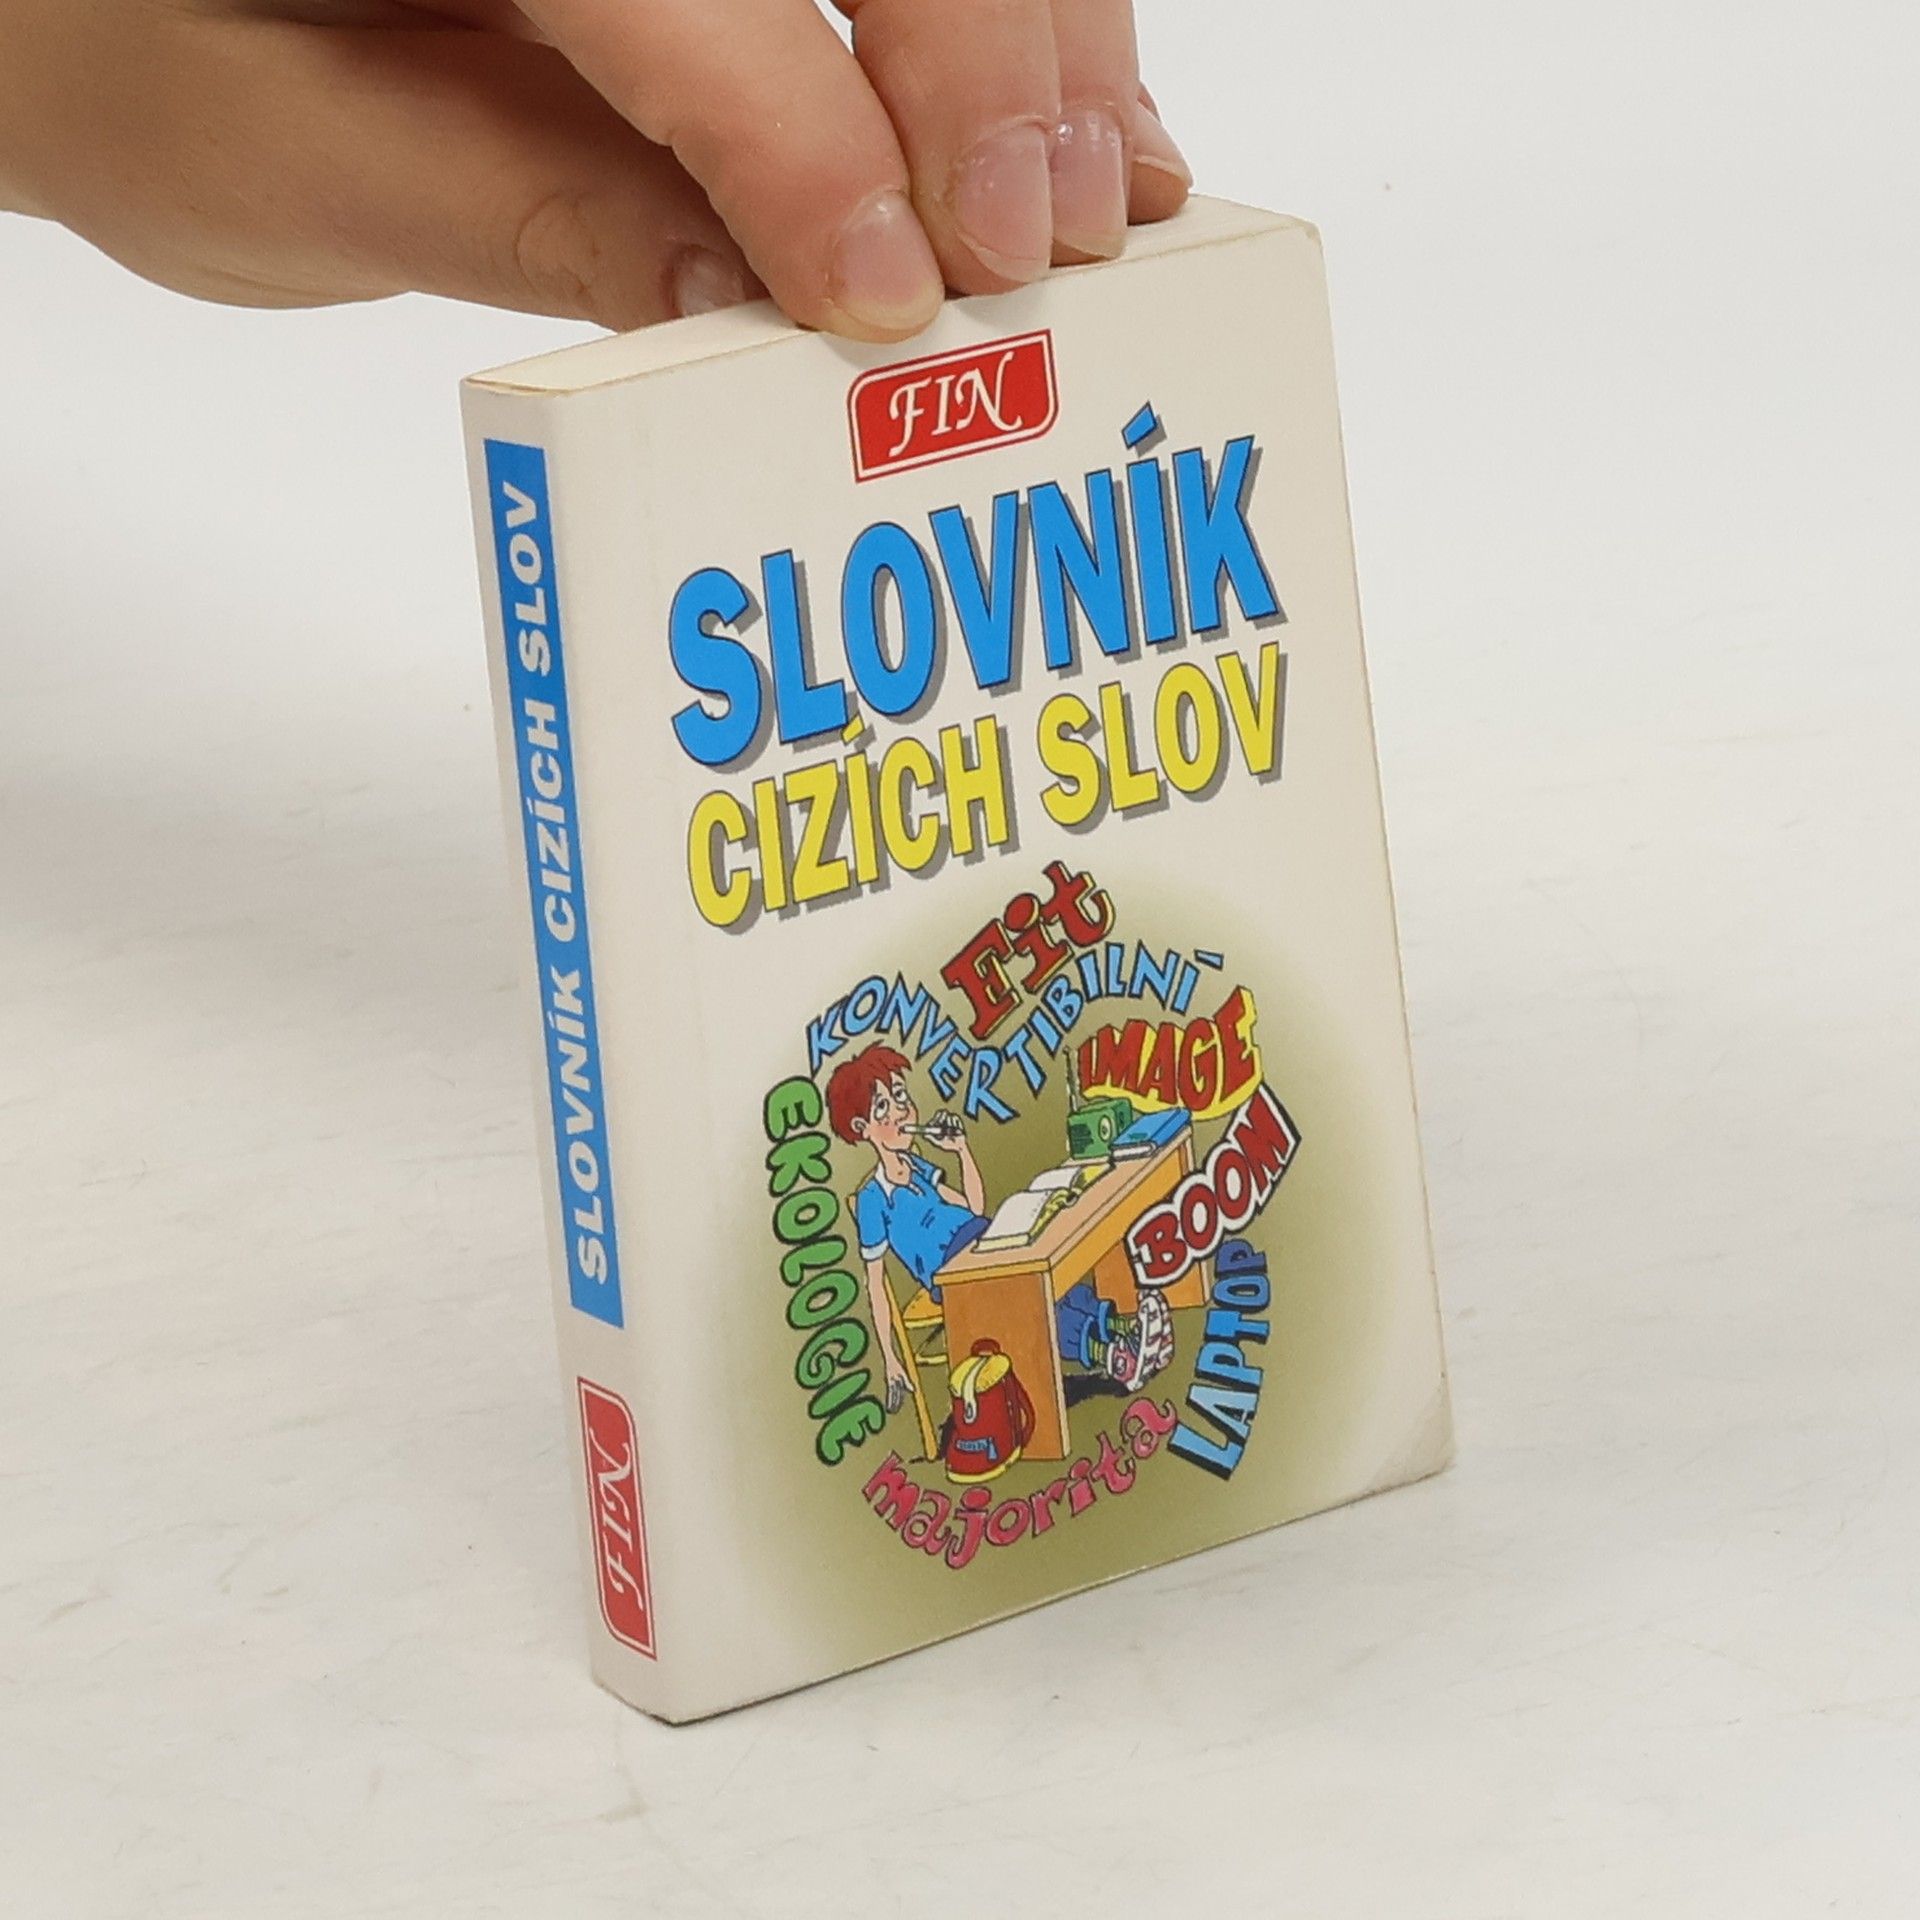 FIN
SLOVNÍK
CIZÍCH SLOV
Fit
KONVERTIBILNÍ
IMAGE
BOOM
LAPTOP
majorita
EKOLOGIE
SLOVNÍK CIZÍCH SLOV
FIN